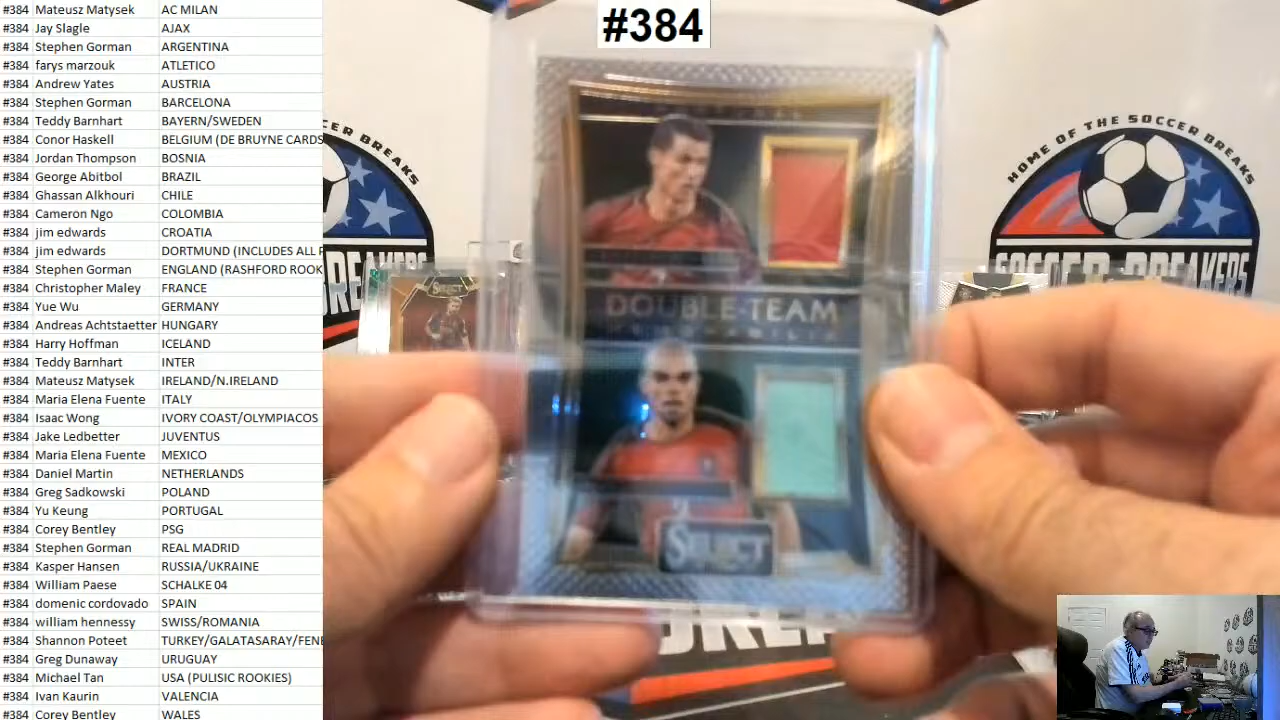 #384 Mateusz Matysek AC MILAN
#384 Jay Slagle AJAX
#384 Stephen Gorman ARGENTINA
#384 farys marzouk ATLETICO
#384 Andrew Yates AUSTRIA
#384 Stephen Gorman BARCELONA
#384 Teddy Barnhart BAYERN/SWEDEN
#384 Conor Haskell BELGIUM (DE BRUYNE CARDS
#384 Jordan Thompson BOSNIA
#384 George Abitbol BRAZIL
#384 Ghassan Alkhouri CHILE
#384 Cameron Ngo COLOMBIA
#384 jim edwards CROATIA
#384 jim edwards DORTMUND (INCLUDES ALL
#384 Stephen Gorman ENGLAND (RASHFORD ROOK
#384 Christopher Maley FRANCE
#384 Yue Wu GERMANY
#384 Andreas Achtstaetter HUNGARY
#384 Harry Hoffman ICELAND
#384 Teddy Barnhart INTER
#384 Mateusz Matysek IRELAND/N.IRELAND
#384 Maria Elena Fuente ITALY
#384 Isaac Wong IVORY COAST/OLYMPIACOS
#384 Jake Ledbetter JUVENTUS
#384 Maria Elena Fuente MEXICO
#384 Daniel Martin NETHERLANDS
#384 Greg Sadkowski POLAND
#384 Yu Keung PORTUGAL
#384 Corey Bentley PSG
#384 Stephen Gorman REAL MADRID
#384 Kasper Hansen RUSSIA/UKRAINE
#384 William Paese SCHALKE 04
#384 domenic cordovado SPAIN
#384 william hennessy SWISS/ROMANIA
#384 Shannon Poteet TURKEY/GALATASARAY/FENE
#384 Greg Dunaway URUGUAY
#384 Michael Tan USA (PULISIC ROOKIES)
#384 Ivan Kaurin VALENCIA
#384 Corey Bentley WALES
#384
DOUBLE-TEAM
SELECT
SELECT
HOME OF THE SOCCER BREAKS
BREAKERS